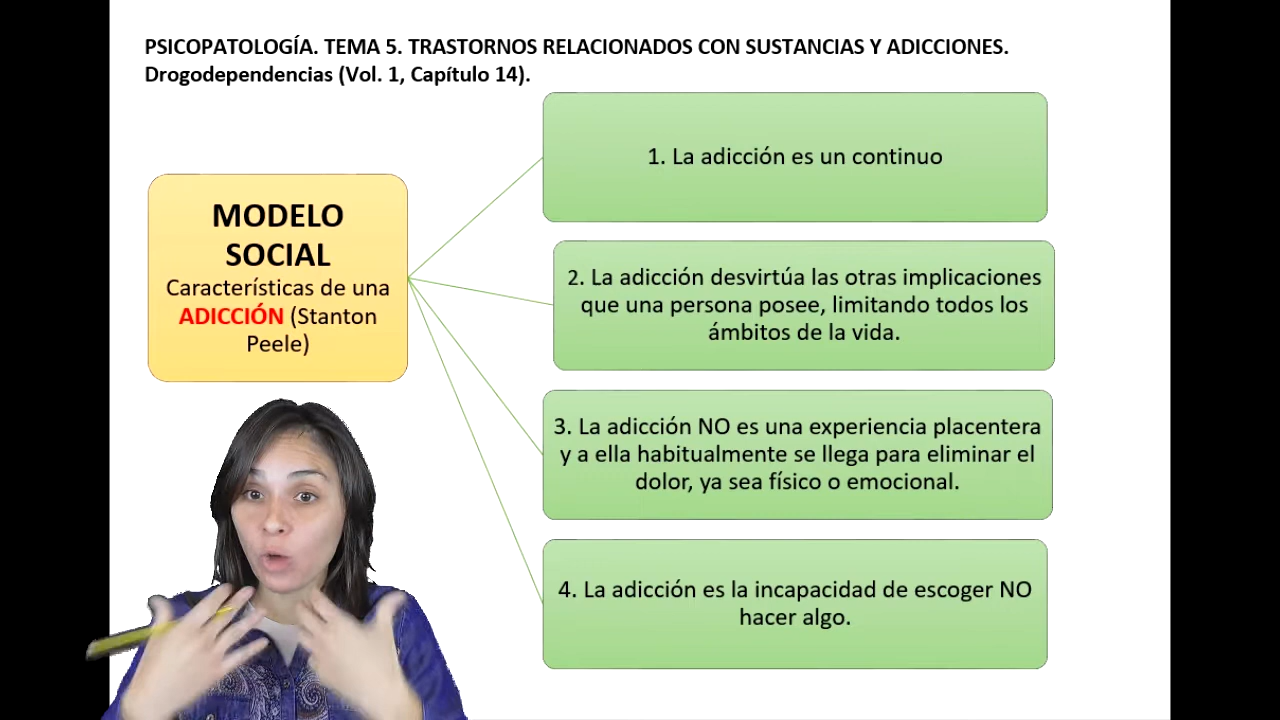 PSICOPATOLOGÍA. TEMA 5. TRASTORNOS RELACIONADOS CON SUSTANCIAS Y ADICCIONES.
Drogodependencias (Vol. 1, Capítulo 14).
MODELO
SOCIAL
Características de una
ADICCIÓN (Stanton
Peele)
1. La adicción es un continuo
2. La adicción desvirtúa las otras implicaciones
que una persona posee, limitando todos los
ámbitos de la vida.
3. La adicción NO es una experiencia placentera
y a ella habitualmente se llega para eliminar el
dolor, ya sea físico o emocional.
4. La adicción es la incapacidad de escoger NO
hacer algo.